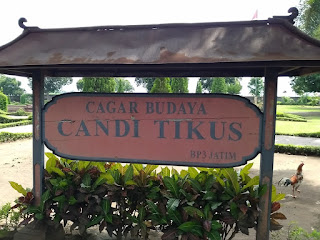 CAGAR BUDAYA
CANDI TIKUS
BP3 JATIM